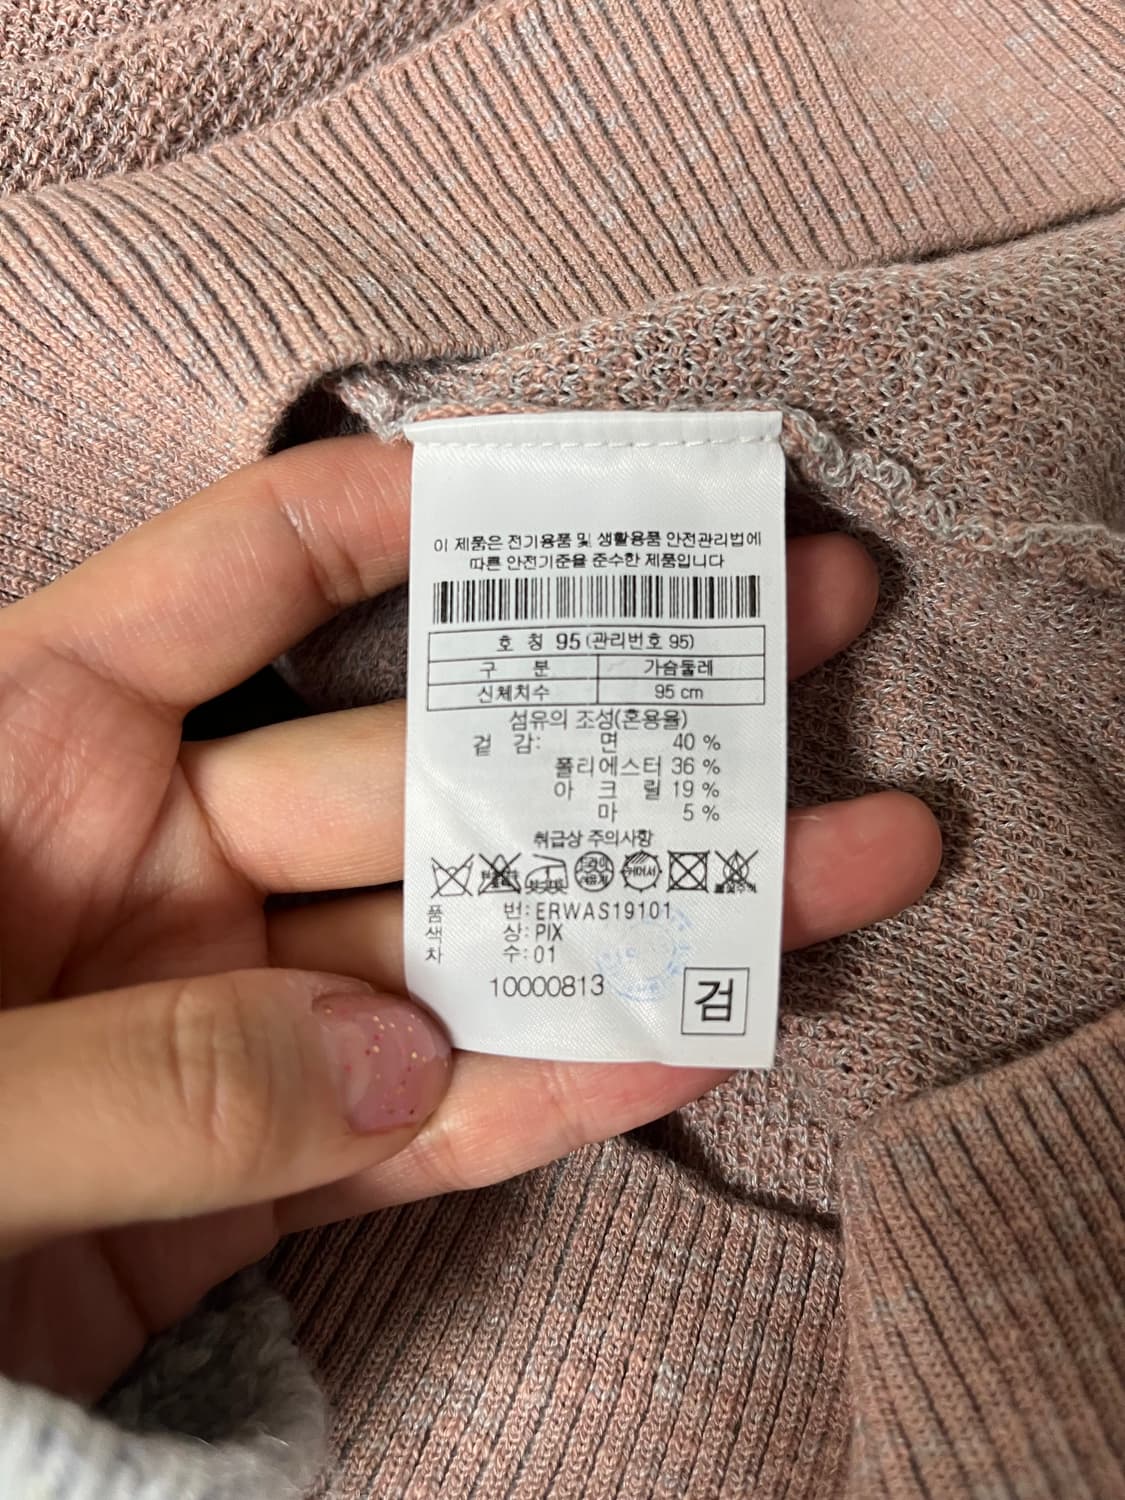 이 제품은 전기용품 및 생활용품 안전관리법에
따른 안전기준을 준수한 제품입니다
호 칭 95 (관리번호 95)
구 분 가슴둘레
신체치수 95 cm
섬유의 조성(혼용율)
겉 감: 면 40 %
폴리에스터 36 %
아 크 릴 19 %
마 5 %
취급상 주의사항
드라이
품 번: ERWAS19101
색 상: PIX
차 수: 01
10000813
검